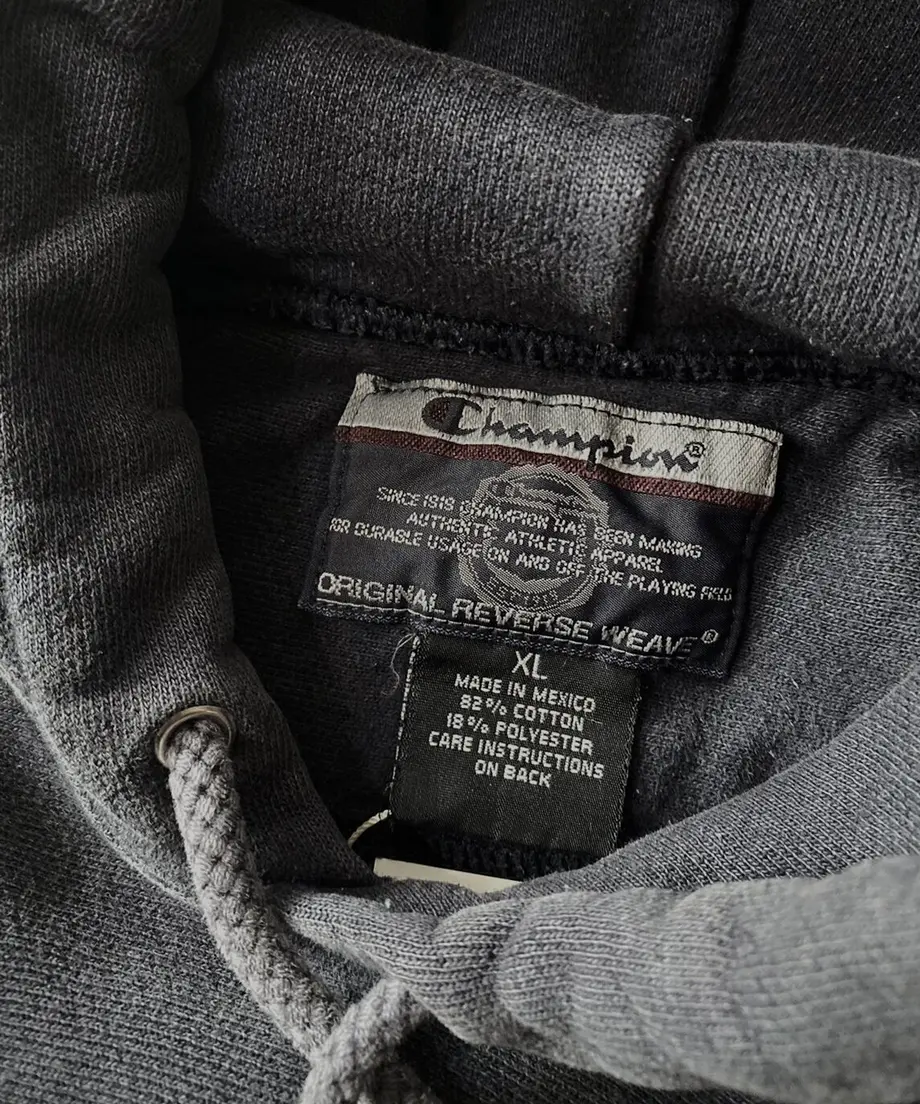 Champion®
Champion
SINCE 1919 CHAMPION HAS BEEN MAKING
AUTHENTIC ATHLETIC APPAREL
FOR DURABLE USAGE ON AND OFF THE PLAYING FIELD
ORIGINAL REVERSE WEAVE®
XL
MADE IN MEXICO
82% COTTON
18% POLYESTER
CARE INSTRUCTIONS
ON BACK